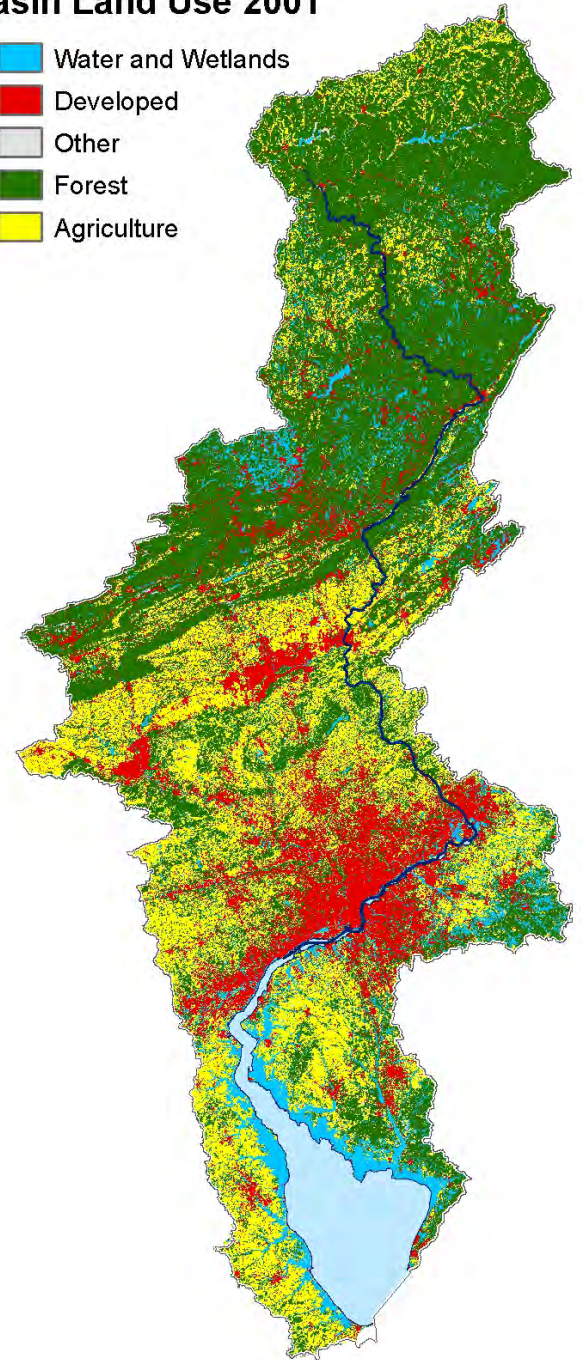 asin Land Use 2001
Water and Wetlands
Developed
Other
Forest
Agriculture